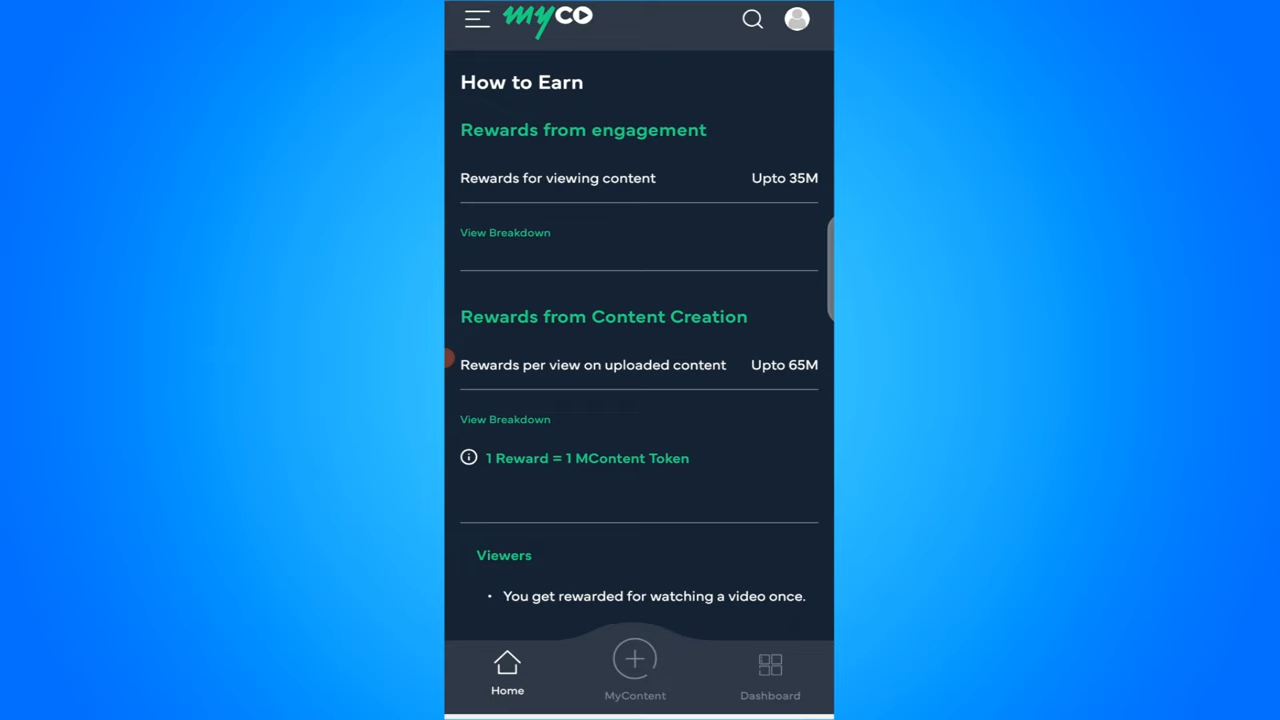 myco
How to Earn
Rewards from engagement
Rewards for viewing content Upto 35M
View Breakdown
Rewards from Content Creation
Rewards per view on uploaded content Upto 65M
View Breakdown
1 Reward = 1 MContent Token
Viewers
• You get rewarded for watching a video once.
Home MyContent Dashboard